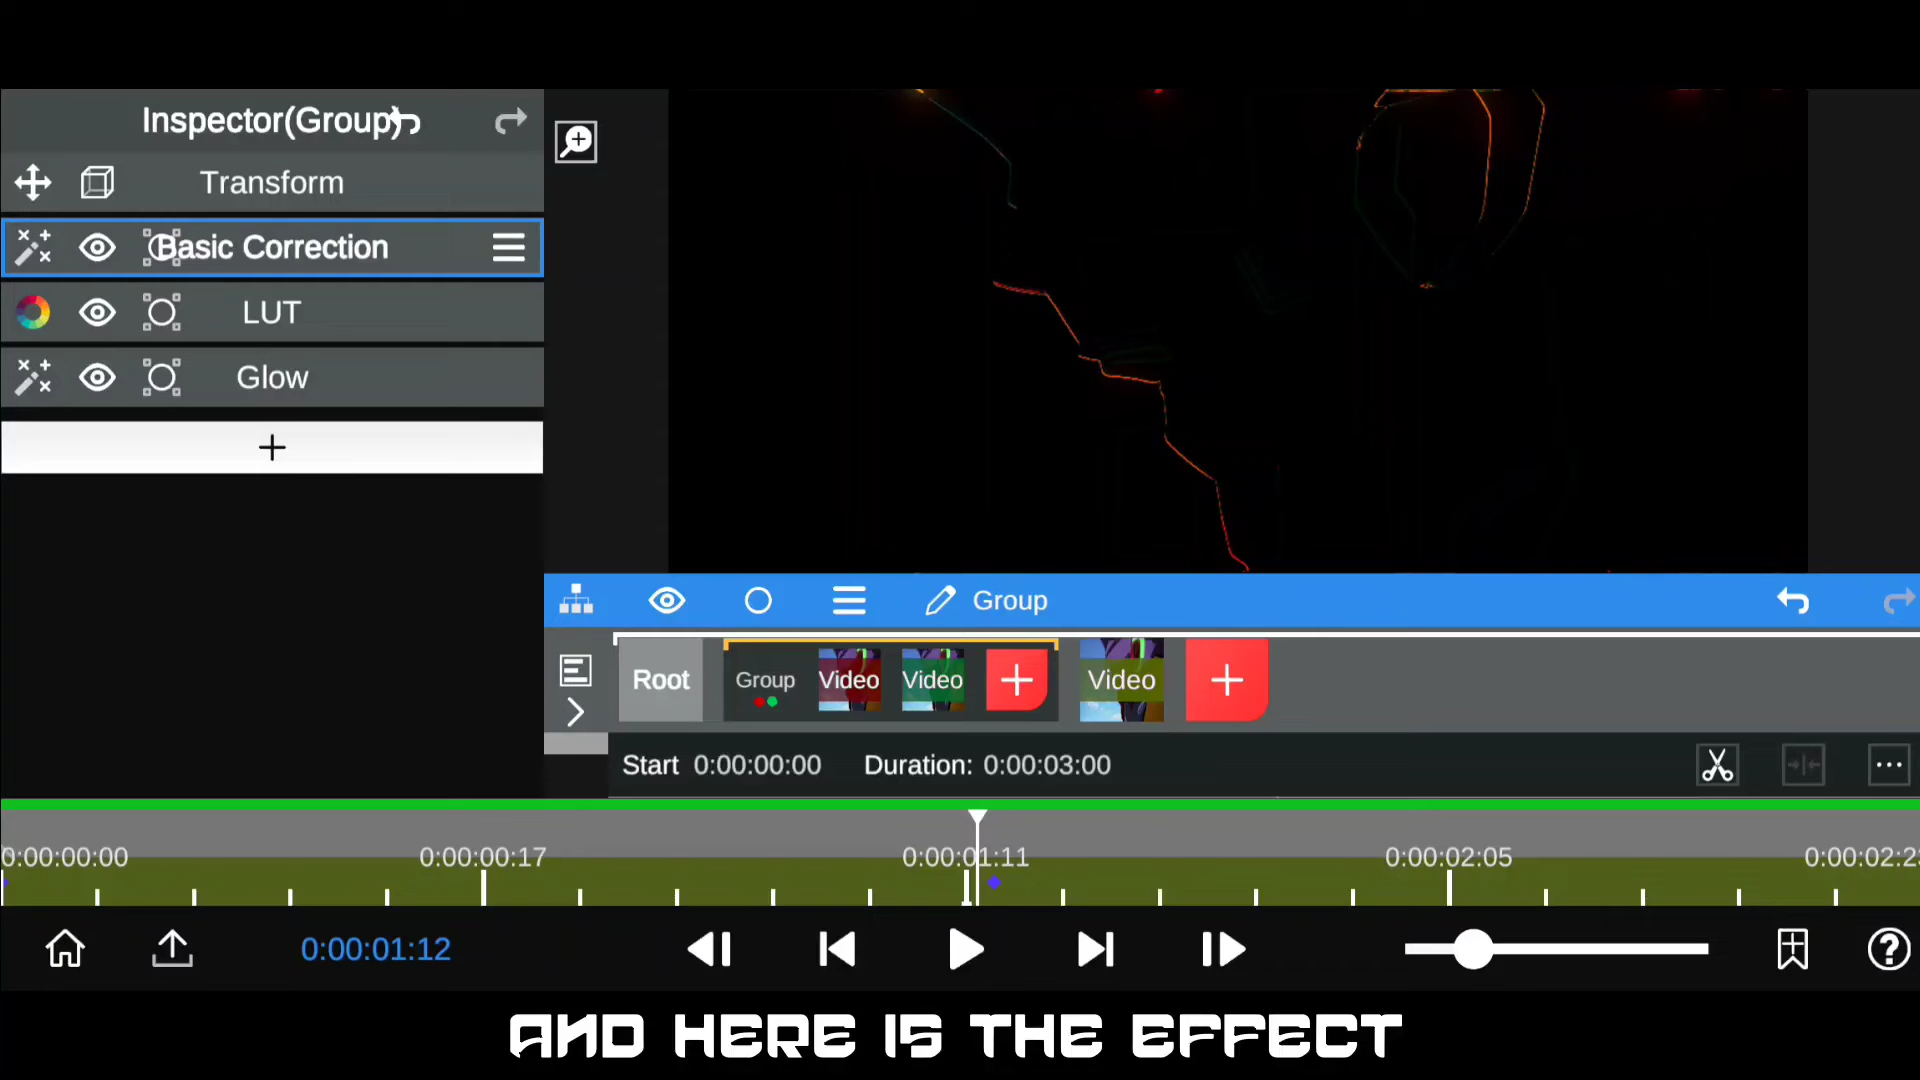 Inspector(Group)
Transform
Basic Correction
LUT
Glow
Group
Root
Group
Video
Video
Video
Start 0:00:00:00 Duration: 0:00:03:00
0:00:00:00 0:00:00:17 0:00:01:11 0:00:02:05 0:00:02:23
0:00:01:12
AND HERE IS THE EFFECT